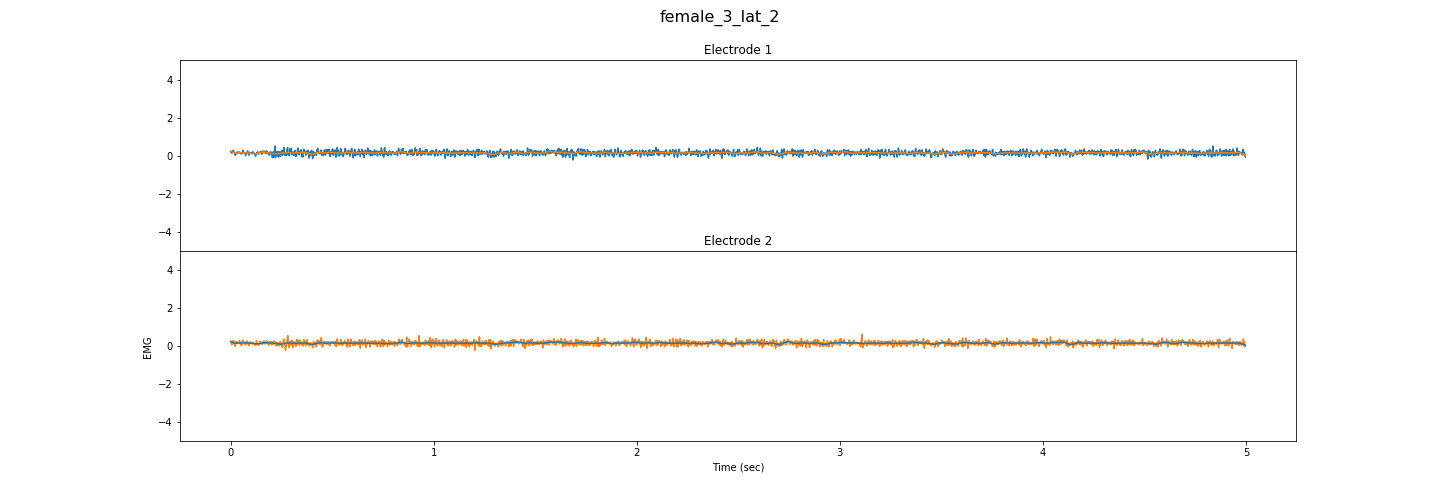 female_3_lat_2
Electrode 1
4
2
0
−2
−4
Electrode 2
4
2
0
−2
−4
EMG
0 1 2 3 4 5
Time (sec)